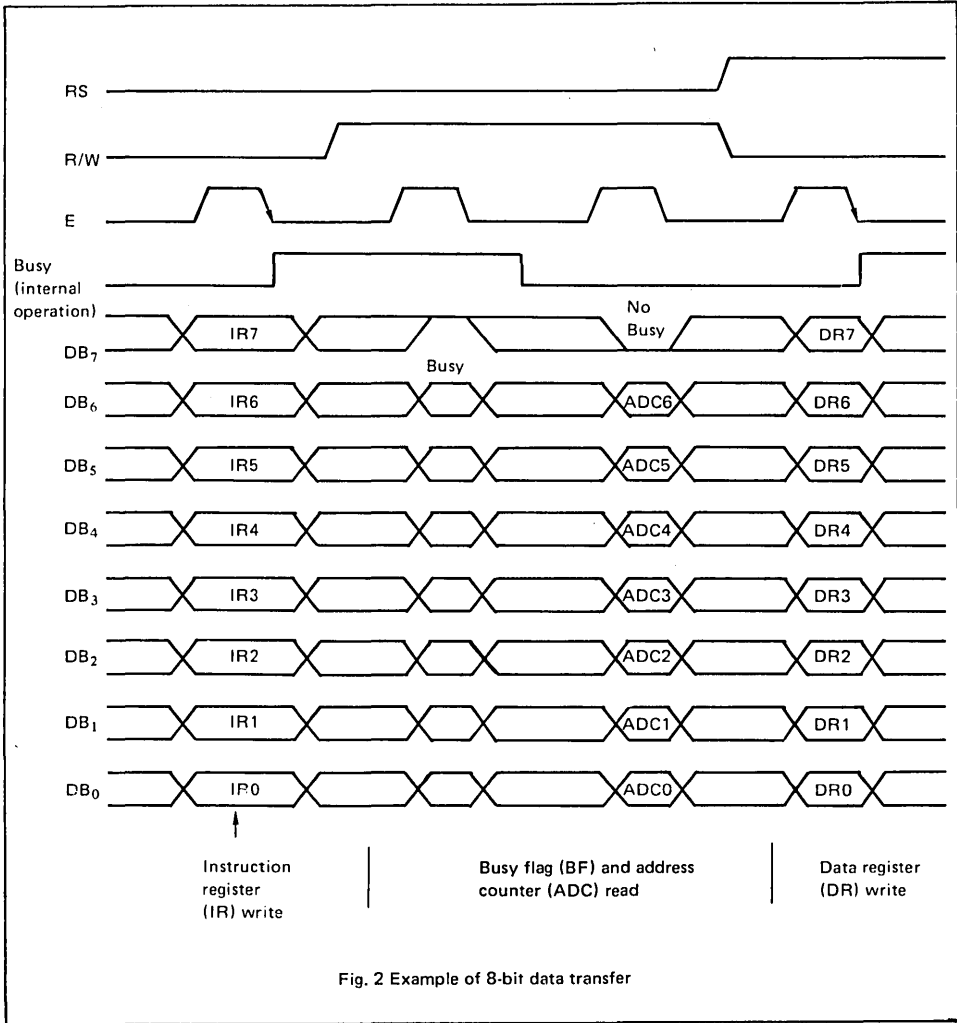 RS
R/W
E
Busy
(internal
operation)
No
Busy
DB7 IR7 DR7
Busy
DB6 IR6 ADC6 DR6
DB5 IR5 ADC5 DR5
DB4 IR4 ADC4 DR4
DB3 IR3 ADC3 DR3
DB2 IR2 ADC2 DR2
DB1 IR1 ADC1 DR1
DB0 IR0 ADC0 DR0
Instruction
register
(IR) write
Busy flag (BF) and address
counter (ADC) read
Data register
(DR) write
Fig. 2 Example of 8-bit data transfer